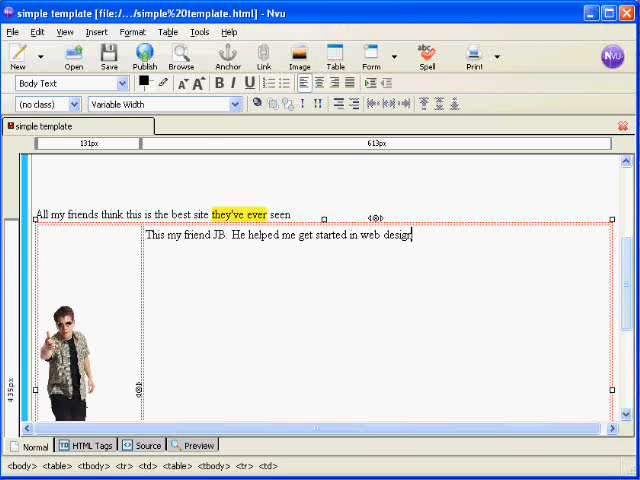 simple template [file:/.../simple%20template.html] - Nvu
File Edit View Insert Format Table Tools Help
New Open Save Publish Browse Anchor Link Image Table Form Spell Print
NVU
Body Text B I U
(no class) Variable Width
simple template
131px 613px
All my friends think this is the best site they've ever seen
This my friend JB. He helped me get started in web design
435px
Normal HTML Tags Source Preview
<body> <table> <tbody> <tr> <td> <table> <tbody> <tr> <td>